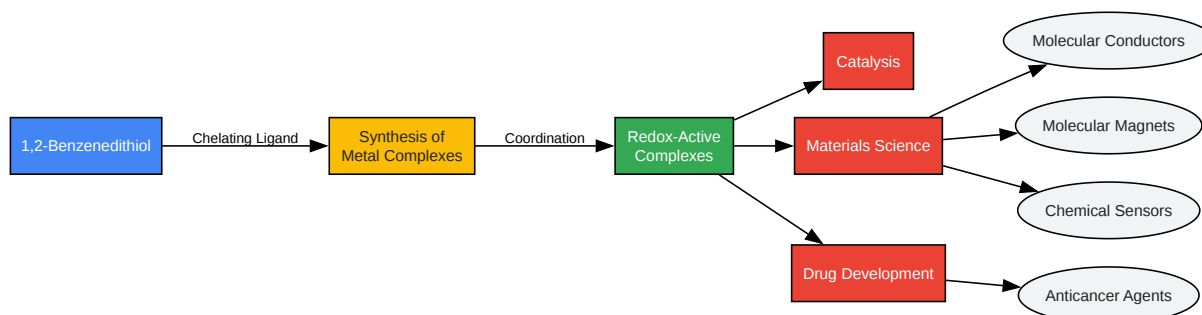 1,2-Benzenedithiol
Chelating Ligand
Synthesis of
Metal Complexes
Coordination
Redox-Active
Complexes
Catalysis
Materials Science
Drug Development
Molecular Conductors
Molecular Magnets
Chemical Sensors
Anticancer Agents